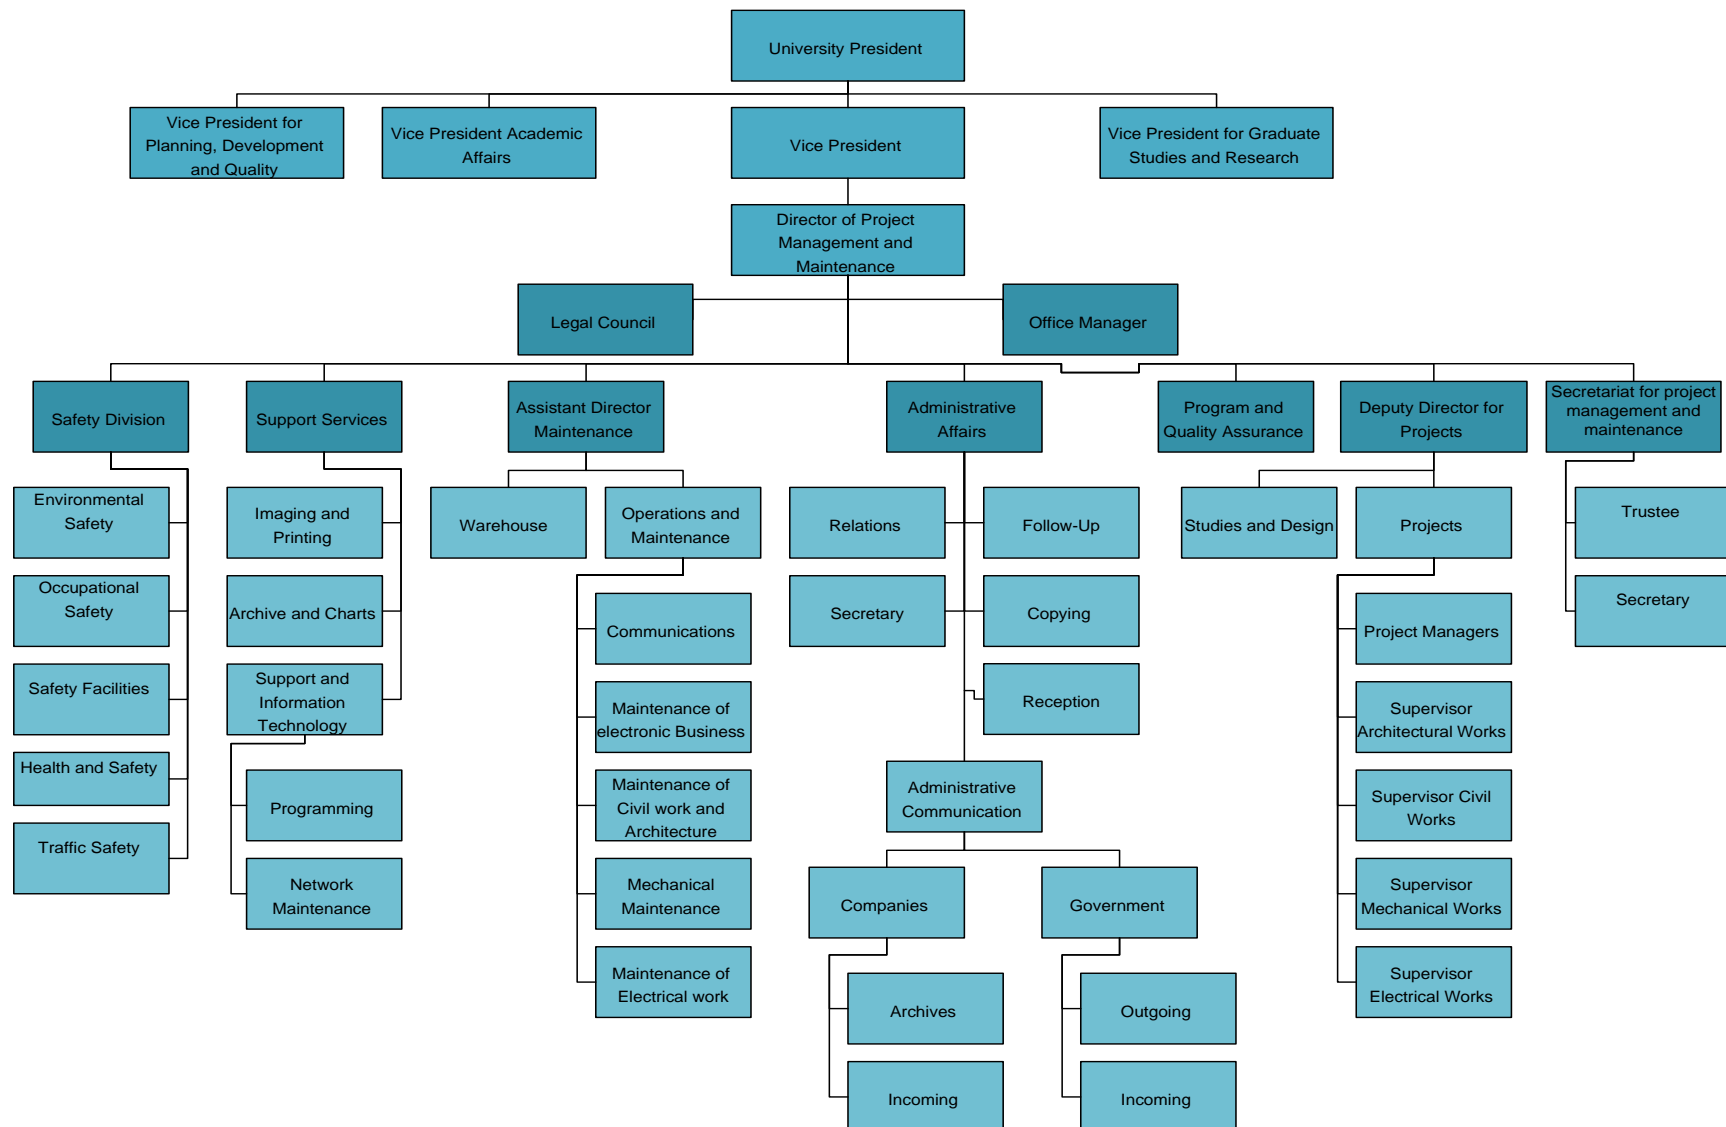 University President
Vice President for
Planning, Development
and Quality
Vice President Academic
Affairs
Vice President
Vice President for Graduate
Studies and Research
Director of Project
Management and
Maintenance
Legal Council
Office Manager
Safety Division
Support Services
Assistant Director
Maintenance
Administrative
Affairs
Program and
Quality Assurance
Deputy Director for
Projects
Secretariat for project
management and
maintenance
Environmental
Safety
Occupational
Safety
Safety Facilities
Health and Safety
Traffic Safety
Imaging and
Printing
Archive and Charts
Support and
Information
Technology
Programming
Network
Maintenance
Warehouse
Operations and
Maintenance
Communications
Maintenance of
electronic Business
Maintenance of
Civil work and
Architecture
Mechanical
Maintenance
Maintenance of
Electrical work
Relations
Follow-Up
Secretary
Copying
Reception
Administrative
Communication
Companies
Government
Archives
Incoming
Outgoing
Incoming
Studies and Design
Projects
Project Managers
Supervisor
Architectural Works
Supervisor Civil
Works
Supervisor
Mechanical Works
Supervisor
Electrical Works
Trustee
Secretary